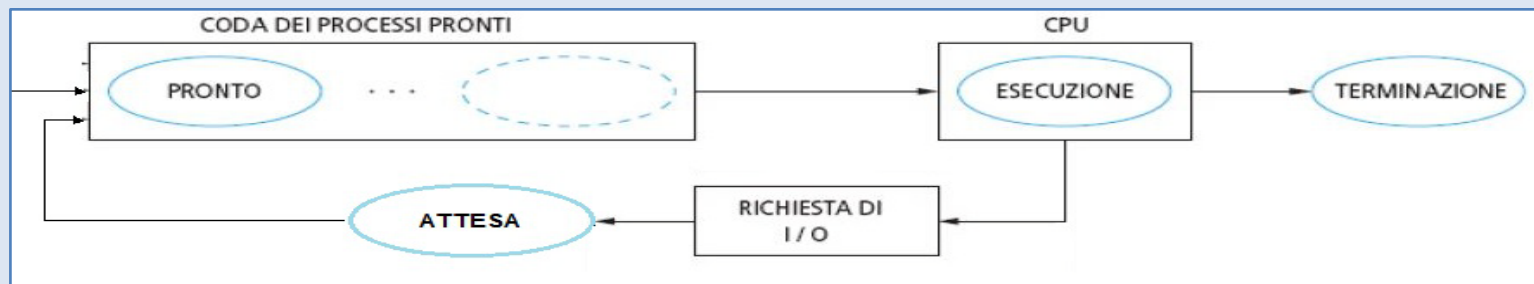 CODA DEI PROCESSI PRONTI
CPU
PRONTO
. . .
ESECUZIONE
TERMINAZIONE
ATTESA
RICHIESTA DI
I / O